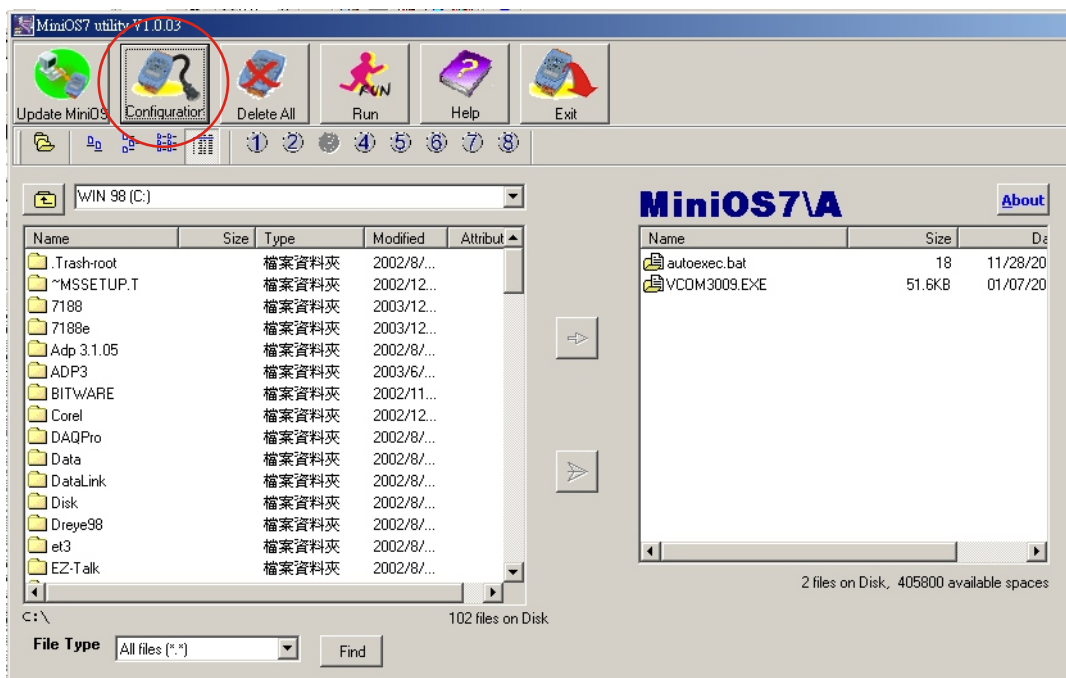 MiniOS7 utility V1.0.03
Update MiniOS
Configuration
Delete All
RUN
Run
Help
Exit
1 2 4 5 6 7 8
WIN 98 (C:)
MiniOS7\A
About
Name Size Type Modified Attribut
.Trash-root 檔案資料夾 2002/8/...
~MSSETUP.T 檔案資料夾 2002/12...
7188 檔案資料夾 2003/12...
7188e 檔案資料夾 2003/12...
Adp 3.1.05 檔案資料夾 2002/8/...
ADP3 檔案資料夾 2003/6/...
BITWARE 檔案資料夾 2002/11...
Corel 檔案資料夾 2002/12...
DAQPro 檔案資料夾 2002/8/...
Data 檔案資料夾 2002/8/...
DataLink 檔案資料夾 2002/8/...
Disk 檔案資料夾 2002/8/...
Dreye98 檔案資料夾 2002/8/...
et3 檔案資料夾 2002/8/...
EZ-Talk 檔案資料夾 2002/8/...
Name Size Da
autoexec.bat 18 11/28/20
VCOM3009.EXE 51.6KB 01/07/20
2 files on Disk, 405800 available spaces
C:\ 102 files on Disk
File Type All files (*.*) Find